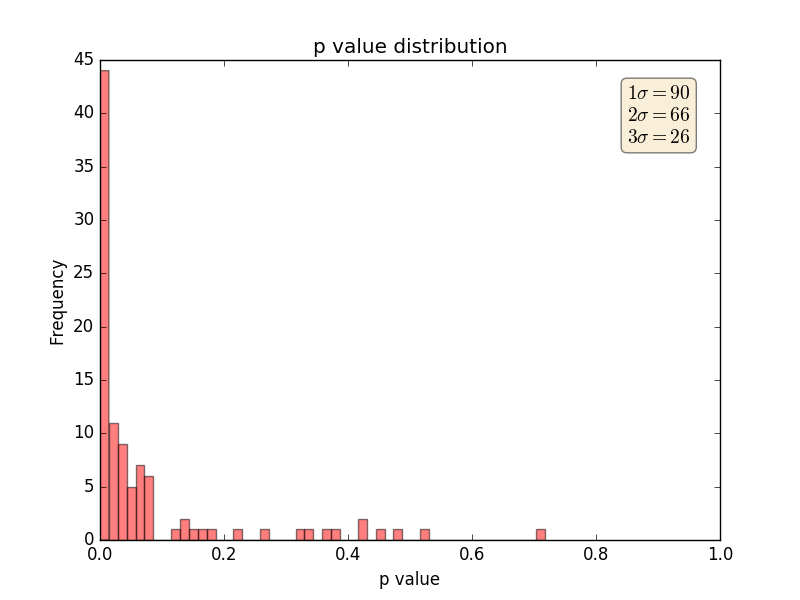 p value distribution
1σ = 90
2σ = 66
3σ = 26
45
40
35
30
25
20
15
10
5
0
Frequency
0.0 0.2 0.4 0.6 0.8 1.0
p value